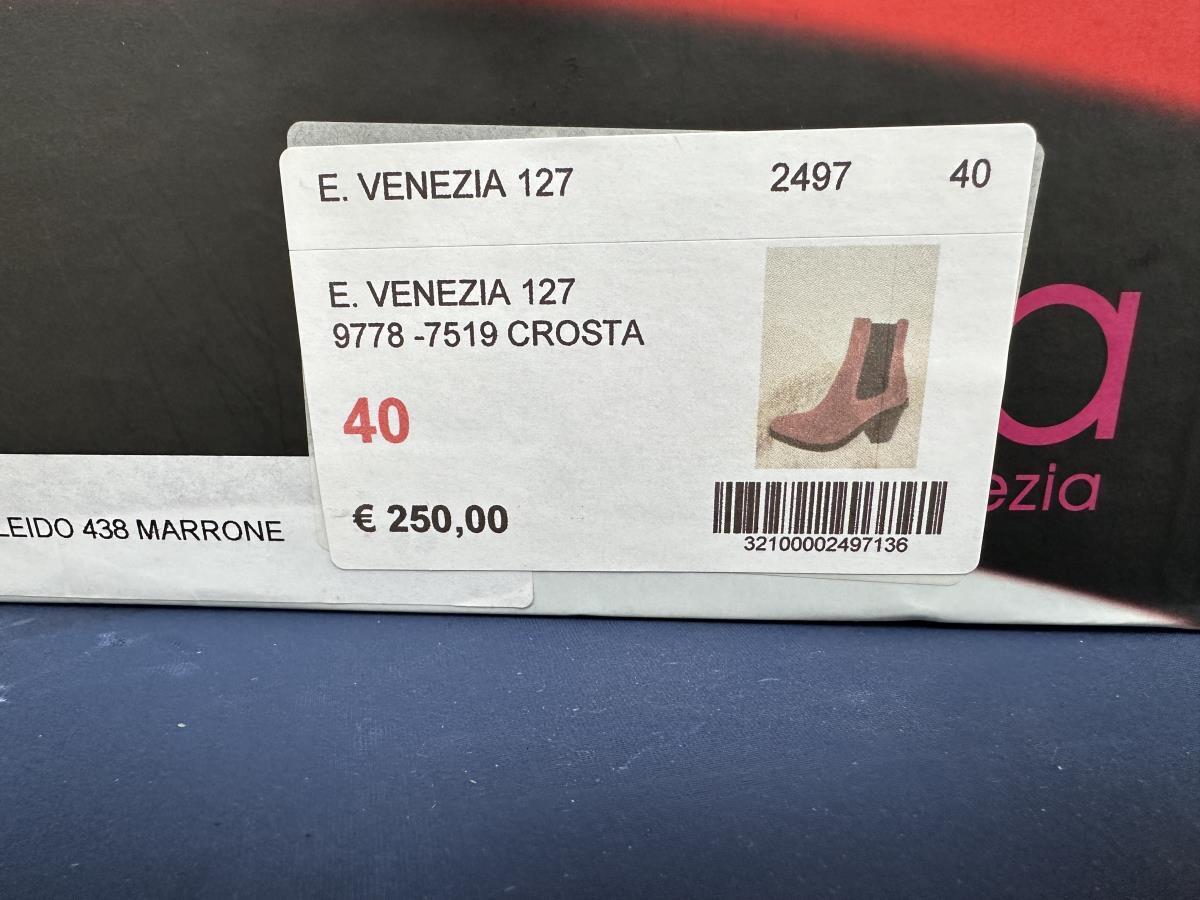 E. VENEZIA 127 2497 40
E. VENEZIA 127
9778 -7519 CROSTA
40
€ 250,00
32100002497136
LEIDO 438 MARRONE
a
ezia